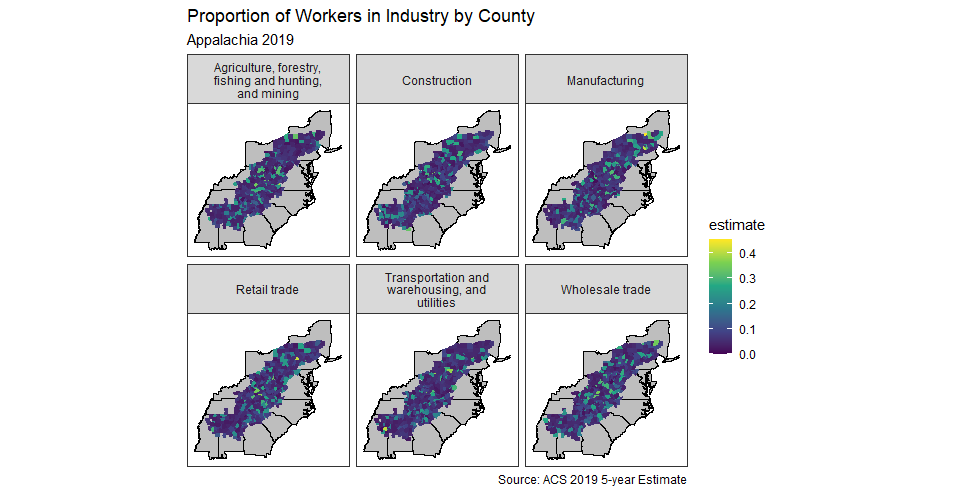 Proportion of Workers in Industry by County
Appalachia 2019
Agriculture, forestry,
fishing and hunting,
and mining
Construction
Manufacturing
Retail trade
Transportation and
warehousing, and
utilities
Wholesale trade
estimate
0.4
0.3
0.2
0.1
0.0
Source: ACS 2019 5-year Estimate